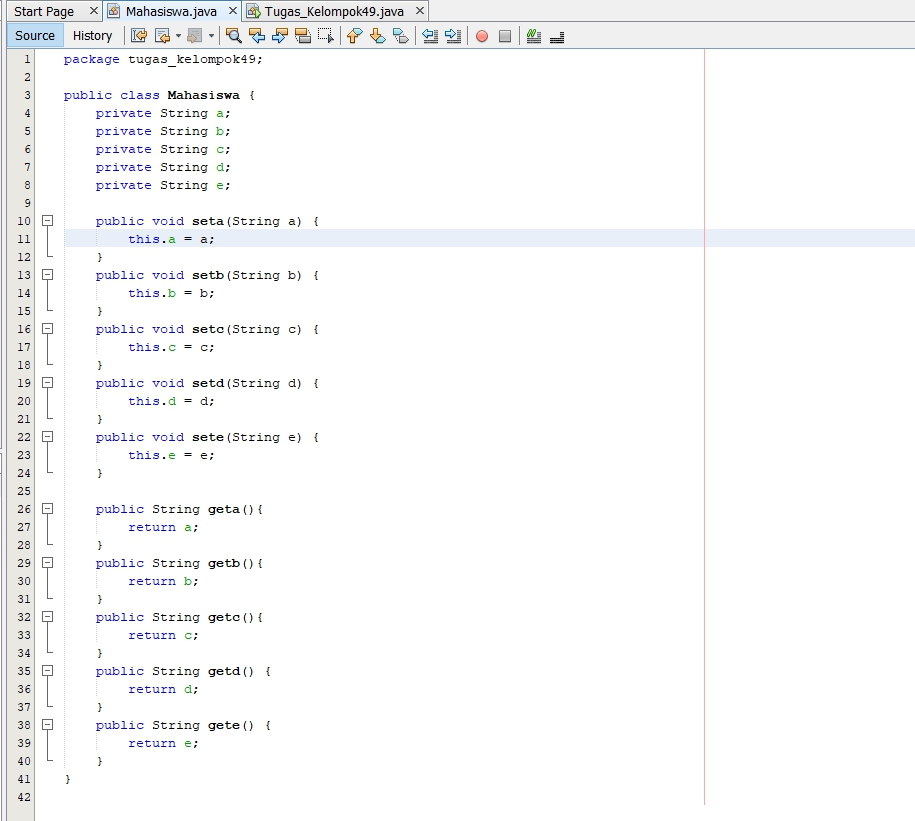 Start Page Mahasiswa.java Tugas_Kelompok49.java
Source History
1 package tugas_kelompok49;
2
3 public class Mahasiswa {
4 private String a;
5 private String b;
6 private String c;
7 private String d;
8 private String e;
9
10 public void seta(String a) {
11 this.a = a;
12 }
13 public void setb(String b) {
14 this.b = b;
15 }
16 public void setc(String c) {
17 this.c = c;
18 }
19 public void setd(String d) {
20 this.d = d;
21 }
22 public void sete(String e) {
23 this.e = e;
24 }
25
26 public String geta(){
27 return a;
28 }
29 public String getb(){
30 return b;
31 }
32 public String getc(){
33 return c;
34 }
35 public String getd() {
36 return d;
37 }
38 public String gete() {
39 return e;
40 }
41 }
42